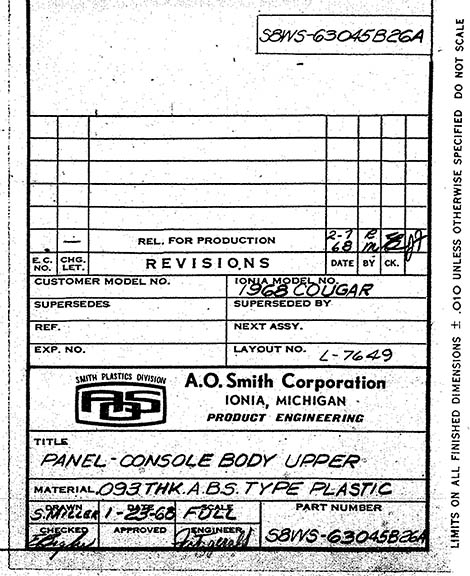 S8WS-63045B26A
LIMITS ON ALL FINISHED DIMENSIONS ± .010 UNLESS OTHERWISE SPECIFIED DO NOT SCALE
— REL. FOR PRODUCTION 2-7 68
E.C. NO. CHG. LET. REVISIONS DATE BY CK.
CUSTOMER MODEL NO. IONIA MODEL NO. 1968 COUGAR
SUPERSEDES SUPERSEDED BY
REF. NEXT ASSY.
EXP. NO. LAYOUT NO. L-7649
SMITH PLASTICS DIVISION
AOS
A.O. Smith Corporation
IONIA, MICHIGAN
PRODUCT ENGINEERING
TITLE
PANEL-CONSOLE BODY UPPER
MATERIAL .093 THK. A.B.S. TYPE PLASTIC
DRAWN DATE SCALE PART NUMBER
S. MILLER 1-23-68 FULL
CHECKED APPROVED ENGINEER
Fitzgerald
S8WS-63045B26A